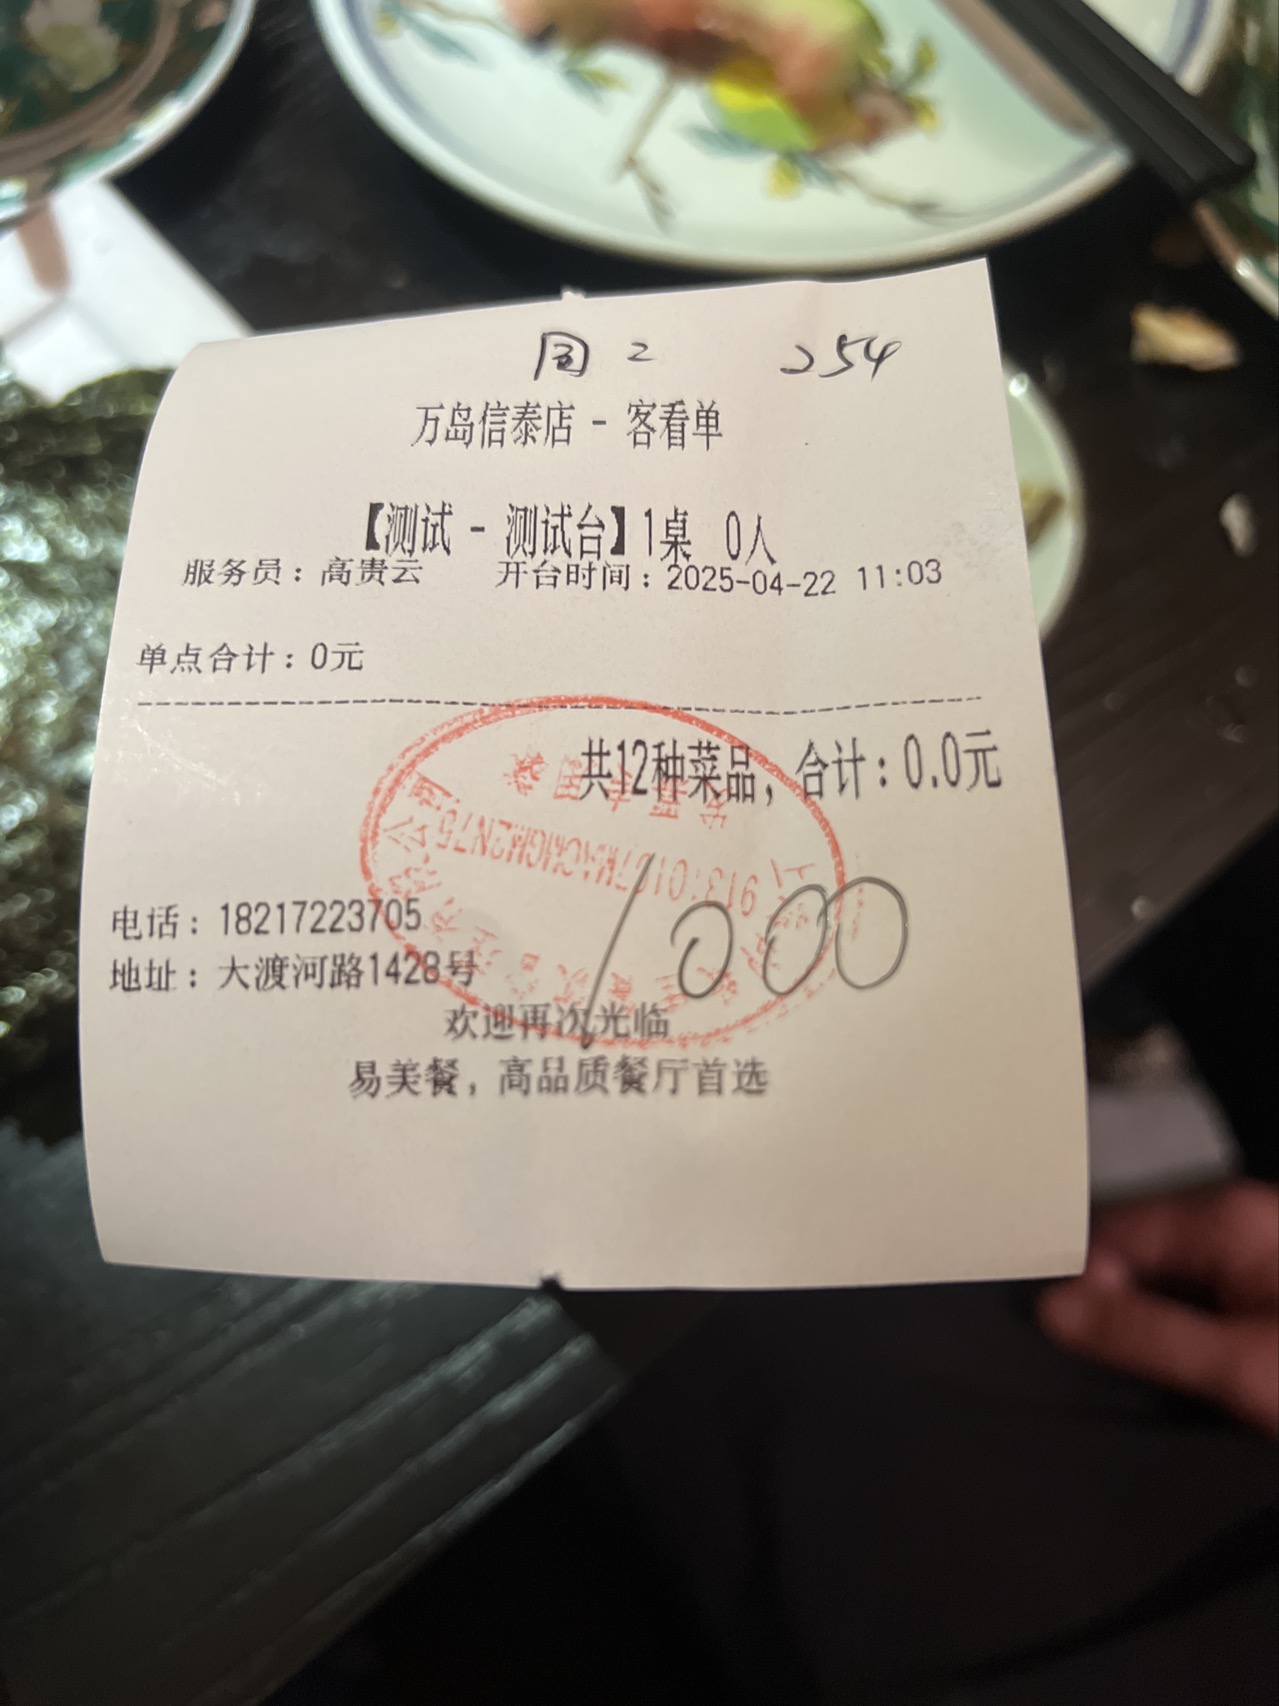 圆2 254
万岛信泰店 - 客看单
【测试 - 测试台】1桌 0人
服务员：高贵云 开台时间：2025-04-22 11:03
单点合计：0元
共12种菜品，合计：0.0元
1000
电话：18217223705
地址：大渡河路1428号
欢迎再次光临
易美餐，高品质餐厅首选